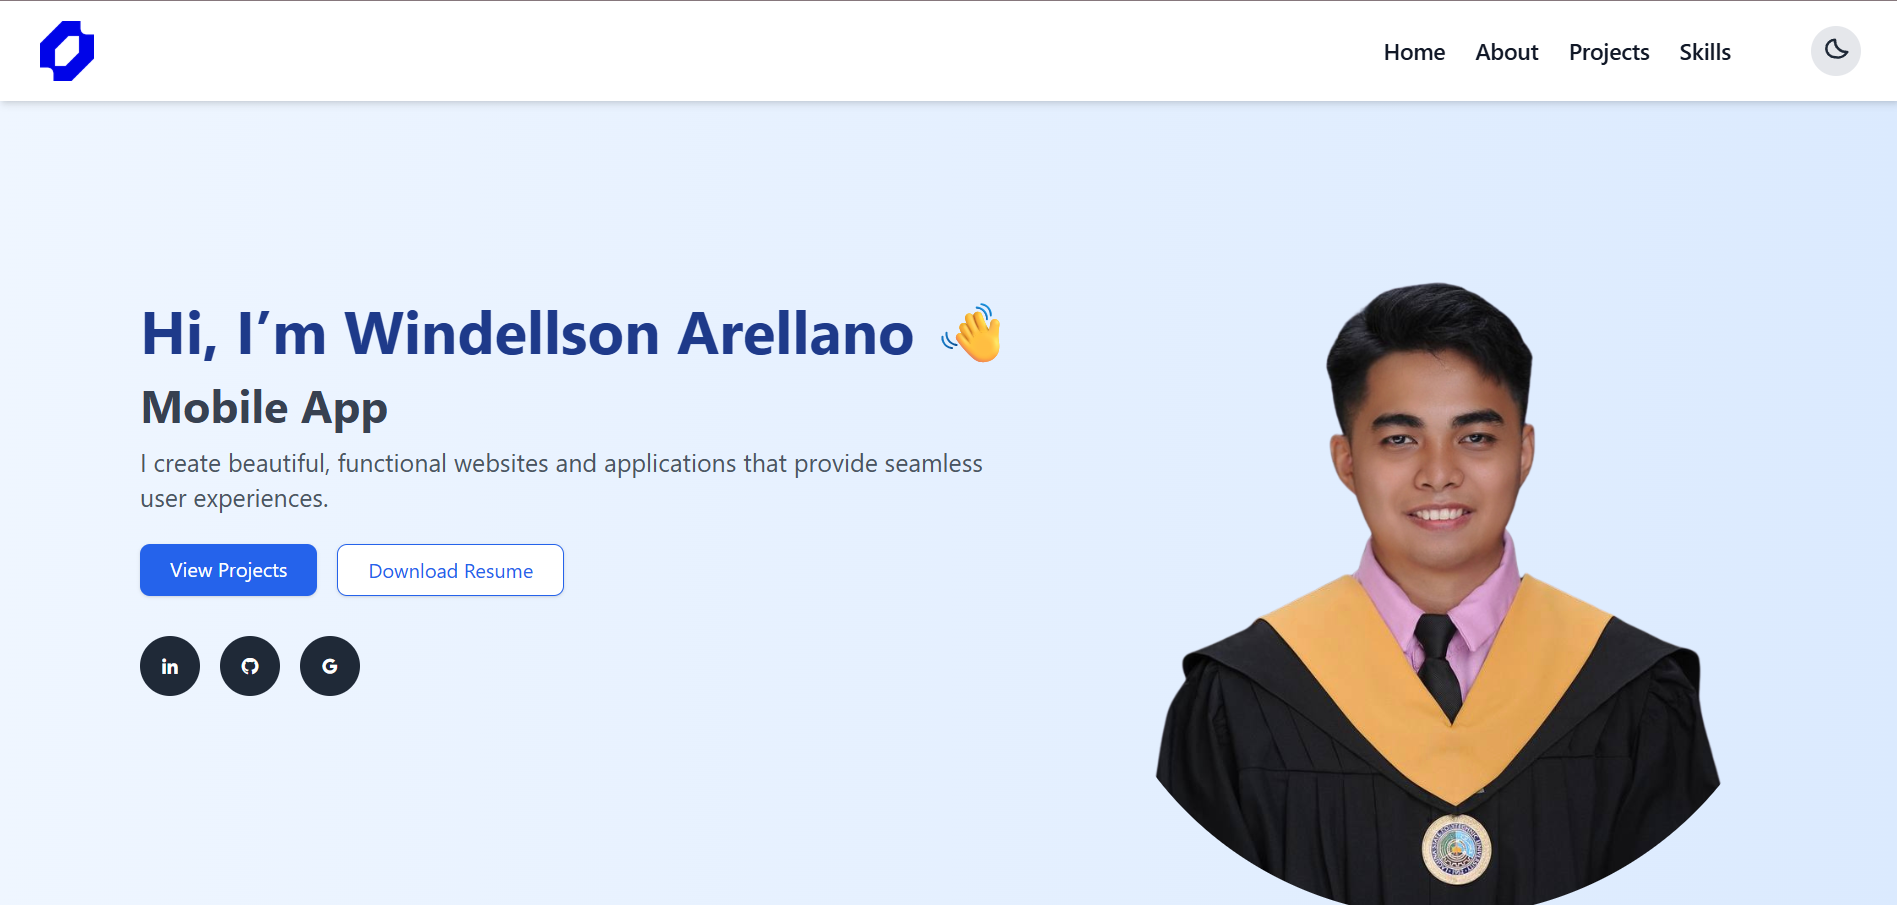 Home About Projects Skills
Hi, I’m Windellson Arellano 👋
Mobile App
I create beautiful, functional websites and applications that provide seamless
user experiences.
View Projects Download Resume
in G